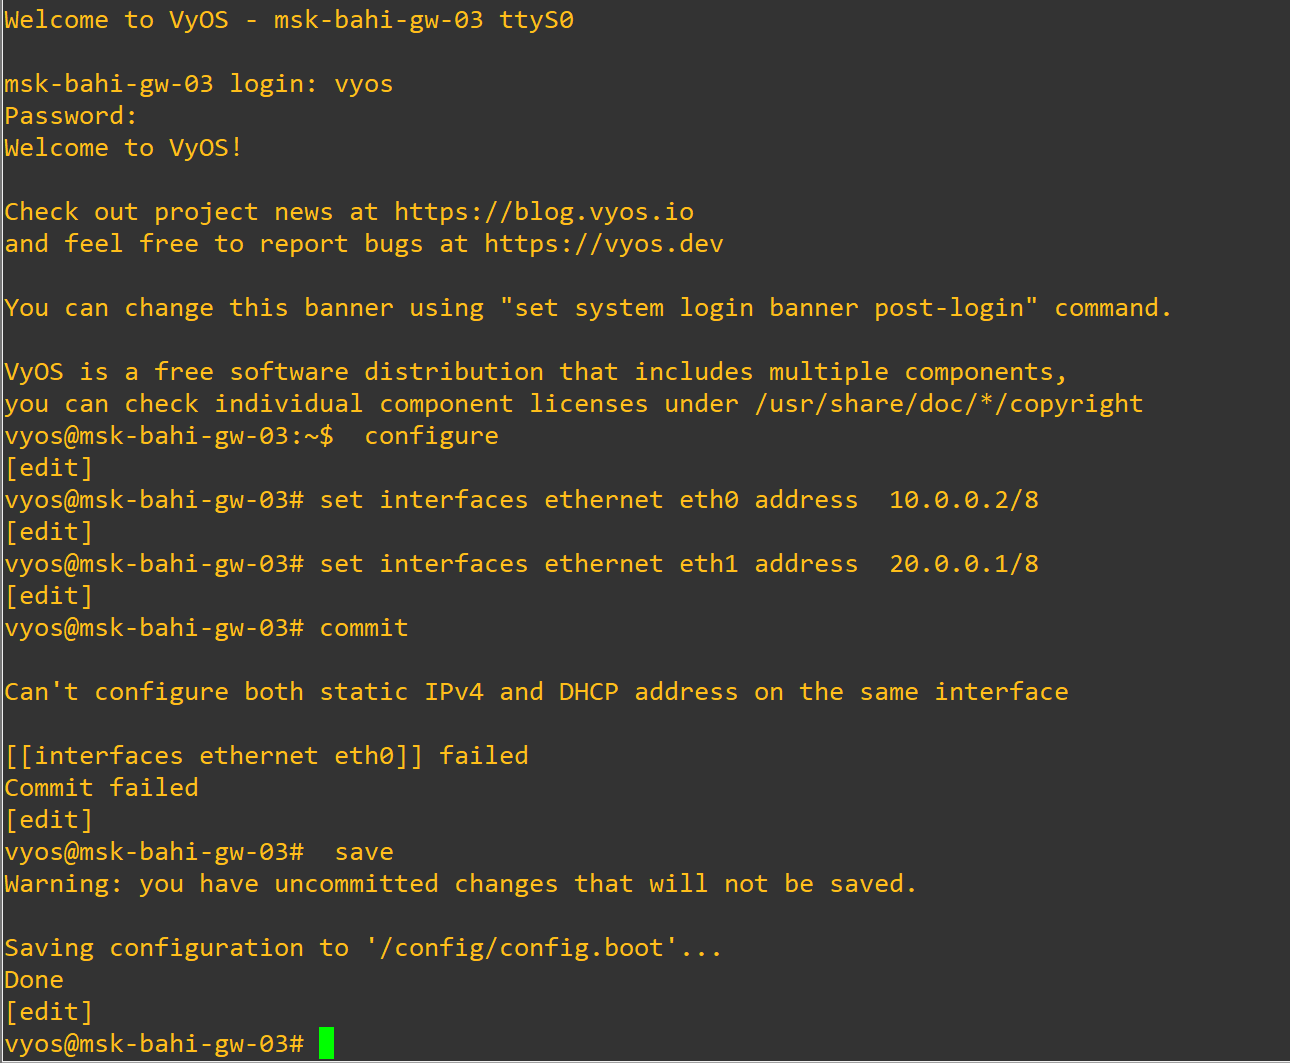 Welcome to VyOS - msk-bahi-gw-03 ttyS0
msk-bahi-gw-03 login: vyos
Password:
Welcome to VyOS!
Check out project news at https://blog.vyos.io
and feel free to report bugs at https://vyos.dev
You can change this banner using "set system login banner post-login" command.
VyOS is a free software distribution that includes multiple components,
you can check individual component licenses under /usr/share/doc/*/copyright
vyos@msk-bahi-gw-03:~$  configure
[edit]
vyos@msk-bahi-gw-03# set interfaces ethernet eth0 address  10.0.0.2/8
[edit]
vyos@msk-bahi-gw-03# set interfaces ethernet eth1 address  20.0.0.1/8
[edit]
vyos@msk-bahi-gw-03# commit
Can't configure both static IPv4 and DHCP address on the same interface
[[interfaces ethernet eth0]] failed
Commit failed
[edit]
vyos@msk-bahi-gw-03#  save
Warning: you have uncommitted changes that will not be saved.
Saving configuration to '/config/config.boot'...
Done
[edit]
vyos@msk-bahi-gw-03#